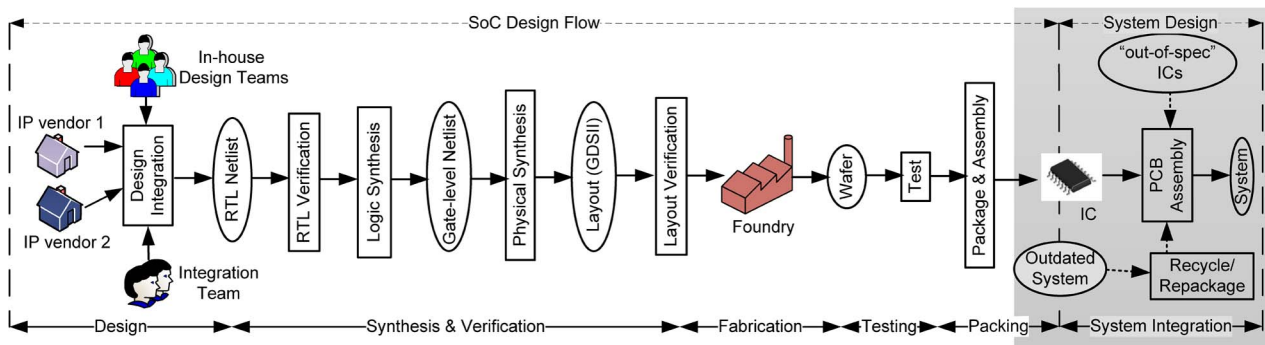 SoC Design Flow
System Design
In-house
Design Teams
IP vendor 1
IP vendor 2
Design
Integration
Integration
Team
RTL Netlist
RTL Verification
Logic Synthesis
Gate-level Netlist
Physical Synthesis
Layout (GDSII)
Layout Verification
Foundry
Wafer
Test
Package & Assembly
IC
"out-of-spec"
ICs
PCB
Assembly
System
Outdated
System
Recycle/
Repackage
Design
Synthesis & Verification
Fabrication
Testing
Packing
System Integration